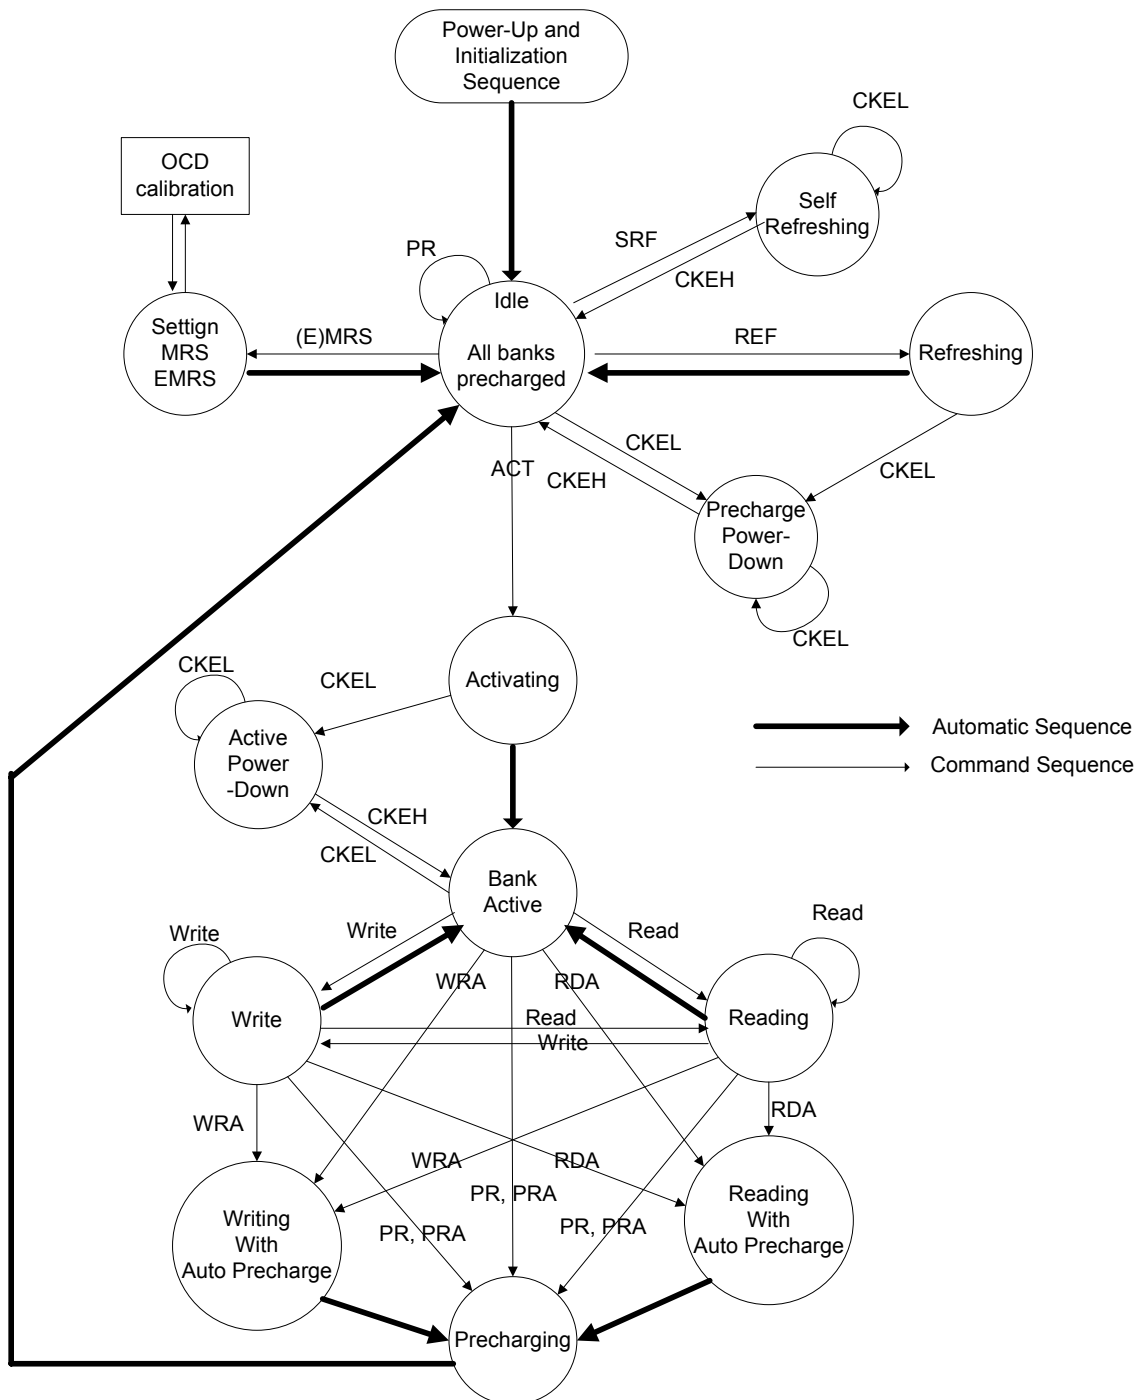 Power-Up and
Initialization
Sequence
CKEL
OCD
calibration
Self
Refreshing
SRF
PR
CKEH
Idle
Settign
MRS
EMRS
(E)MRS
All banks
precharged
REF
Refreshing
CKEL
ACT
CKEH
CKEL
Precharge
Power-
Down
CKEL
CKEL
CKEL
Activating
Active
Power
-Down
Automatic Sequence
Command Sequence
CKEH
CKEL
Bank
Active
Write
Write
Read
Read
WRA
RDA
Write
Read
Write
Reading
WRA
RDA
WRA
RDA
Writing
With
Auto Precharge
PR, PRA
PR, PRA
PR, PRA
Reading
With
Auto Precharge
Precharging